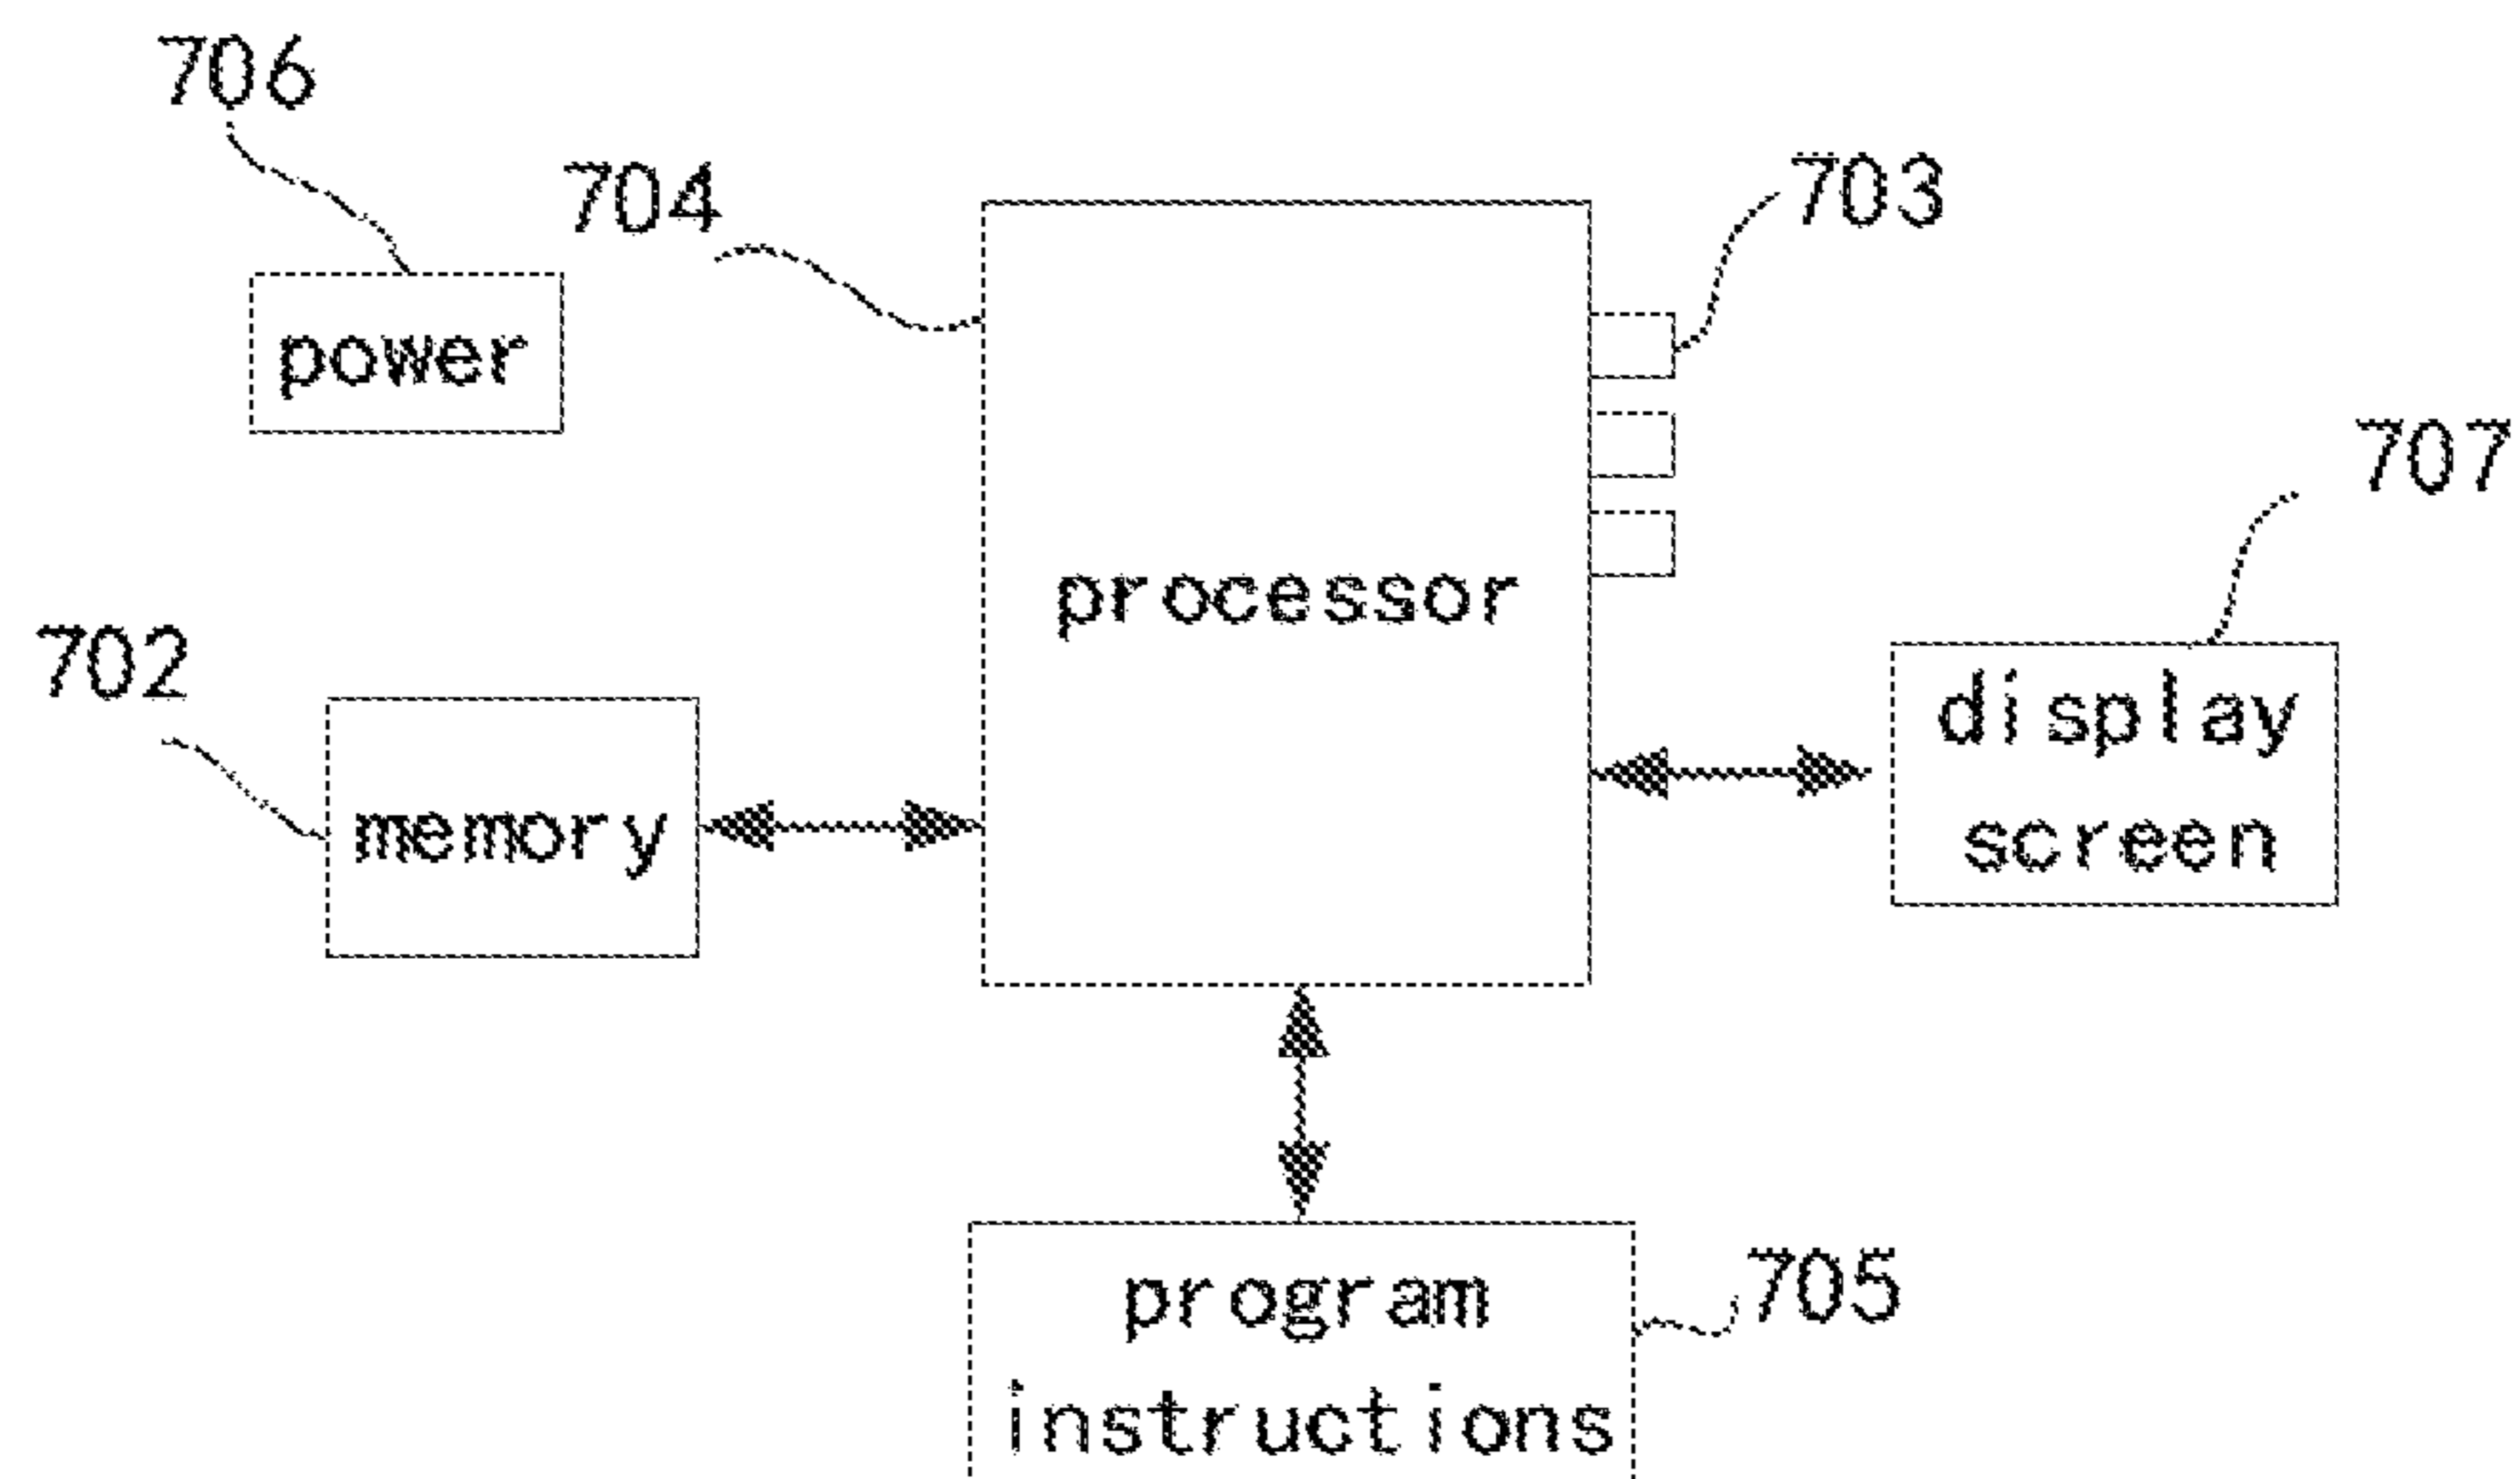 706
704
703
power
707
processor
702
display
screen
memory
program
instructions
705